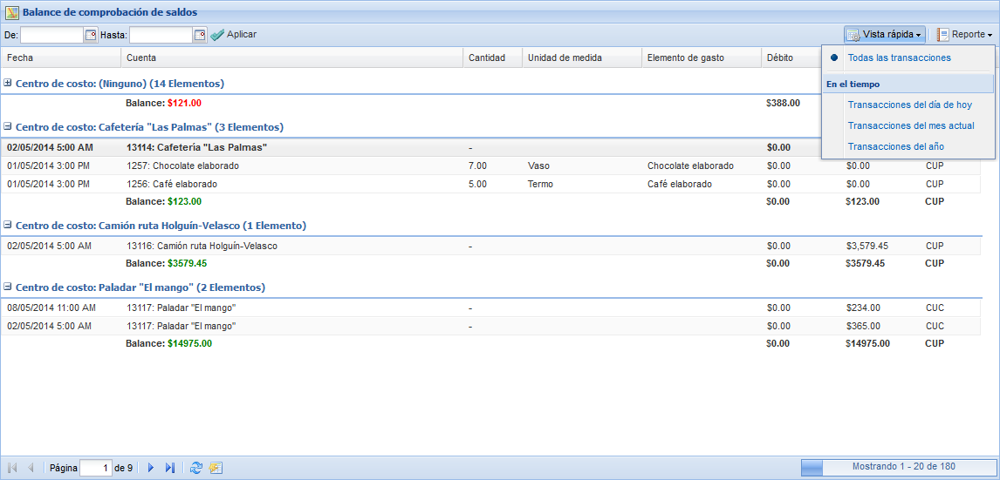 Balance de comprobación de saldos
De: Hasta: Aplicar Vista rápida Reporte
Fecha Cuenta Cantidad Unidad de medida Elemento de gasto Débito
Todas las transacciones
En el tiempo
Transacciones del día de hoy
Transacciones del mes actual
Transacciones del año
Centro de costo: (Ninguno) (14 Elementos)
Balance: $121.00 $388.00
Centro de costo: Cafetería "Las Palmas" (3 Elementos)
02/05/2014 5:00 AM 13114: Cafetería "Las Palmas" - $0.00
01/05/2014 3:00 PM 1257: Chocolate elaborado 7.00 Vaso Chocolate elaborado $0.00 $0.00 CUP
01/05/2014 3:00 PM 1256: Café elaborado 5.00 Termo Café elaborado $0.00 $0.00 CUP
Balance: $123.00 $0.00 $123.00 CUP
Centro de costo: Camión ruta Holguín-Velasco (1 Elemento)
02/05/2014 5:00 AM 13116: Camión ruta Holguín-Velasco - $0.00 $3,579.45 CUP
Balance: $3579.45 $0.00 $3579.45 CUP
Centro de costo: Paladar "El mango" (2 Elementos)
08/05/2014 11:00 AM 13117: Paladar "El mango" - $0.00 $234.00 CUC
02/05/2014 5:00 AM 13117: Paladar "El mango" - $0.00 $365.00 CUC
Balance: $14975.00 $0.00 $14975.00 CUP
Página 1 de 9 Mostrando 1 - 20 de 180